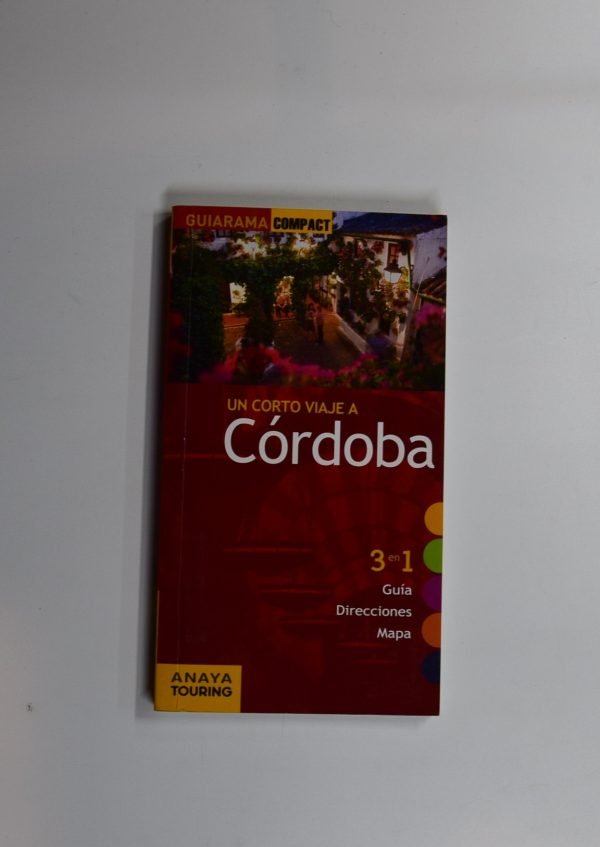 GUIARAMA COMPACT
UN CORTO VIAJE A
Córdoba
3 en 1
Guía
Direcciones
Mapa
ANAYA
TOURING